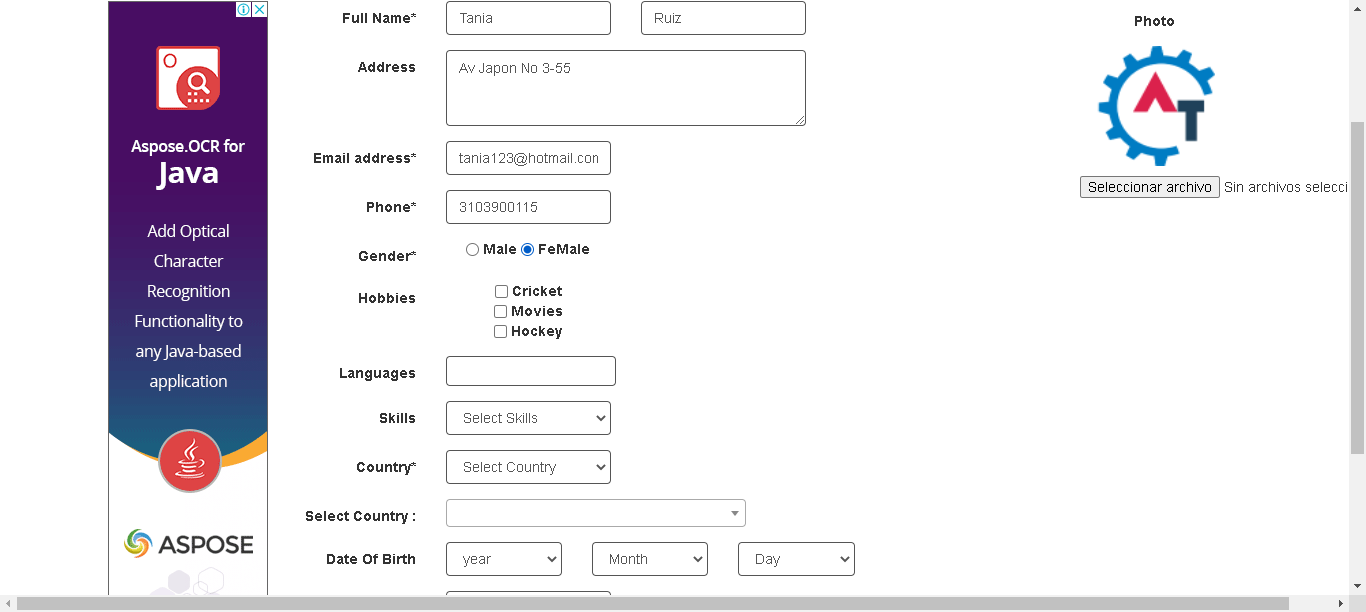 Full Name* Tania Ruiz
Photo
Address Av Japon No 3-55
Email address* tania123@hotmail.con
Phone* 3103900115
Seleccionar archivo Sin archivos selecci
Gender* Male FeMale
Hobbies Cricket
Movies
Hockey
Languages
Skills Select Skills
Country* Select Country
Select Country :
Date Of Birth year Month Day
Aspose.OCR for
Java
Add Optical
Character
Recognition
Functionality to
any Java-based
application
ASPOSE
AT